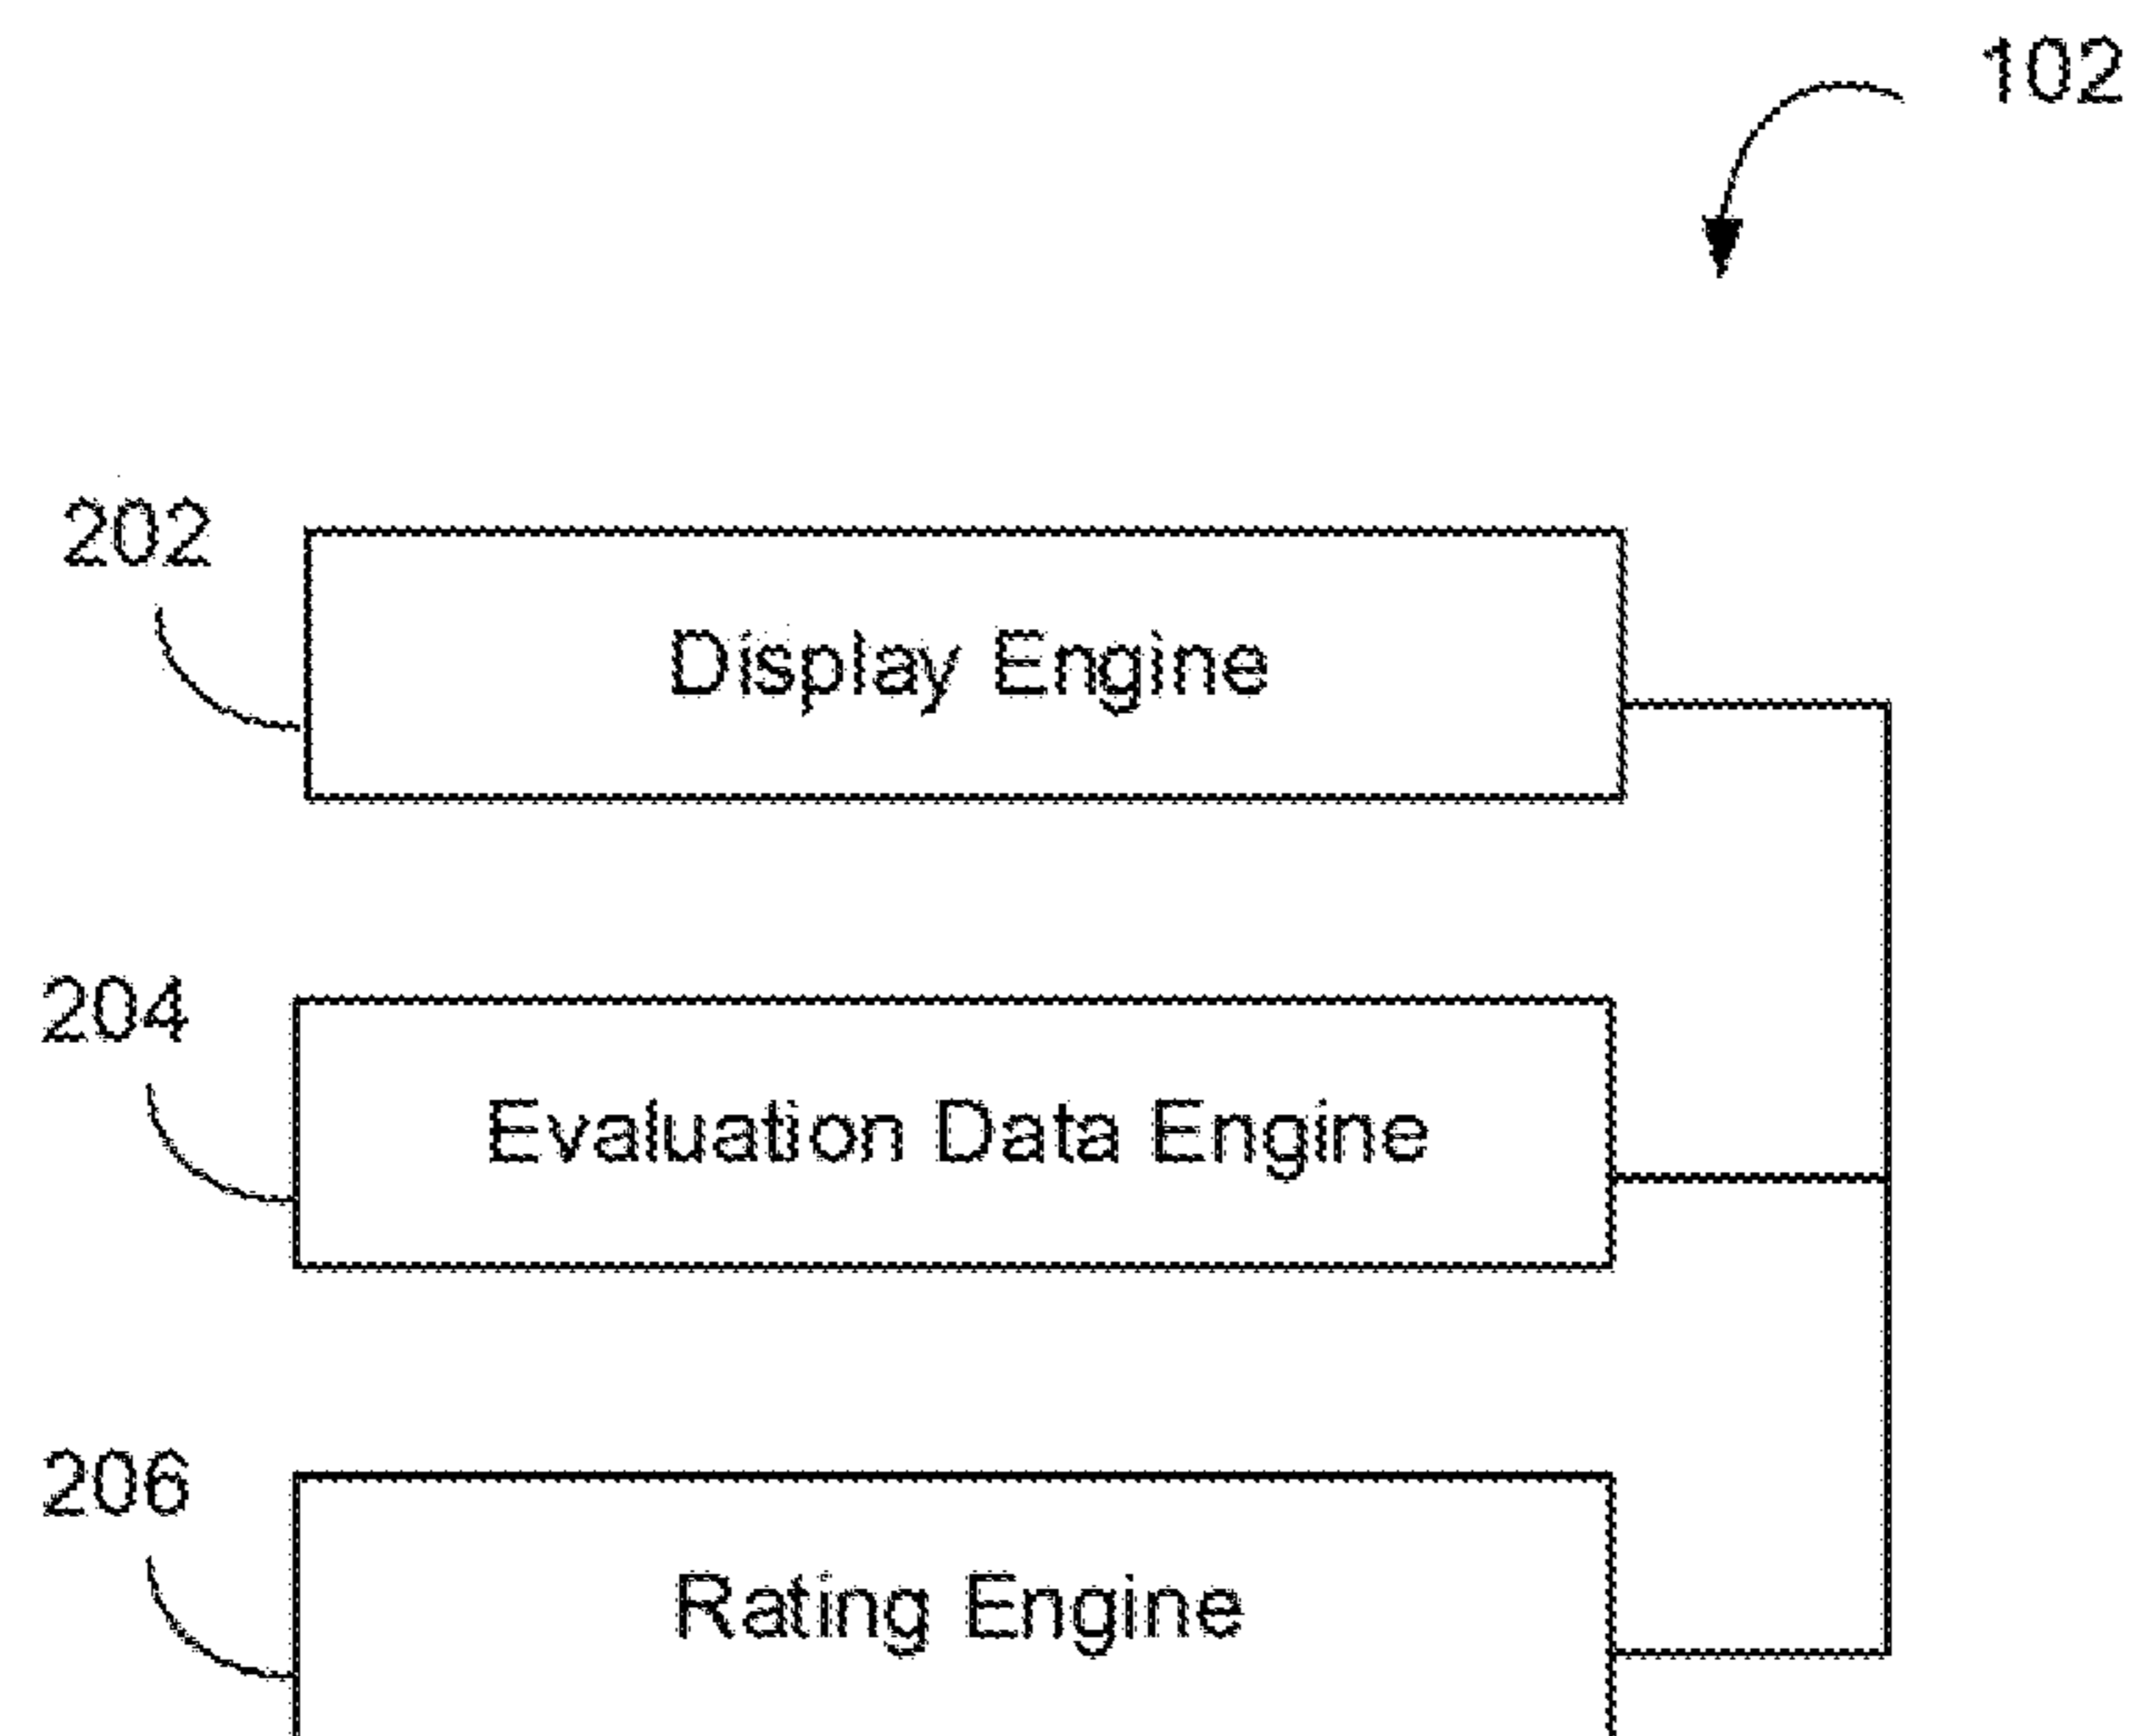 102
202
Display Engine
204
Evaluation Data Engine
206
Rating Engine